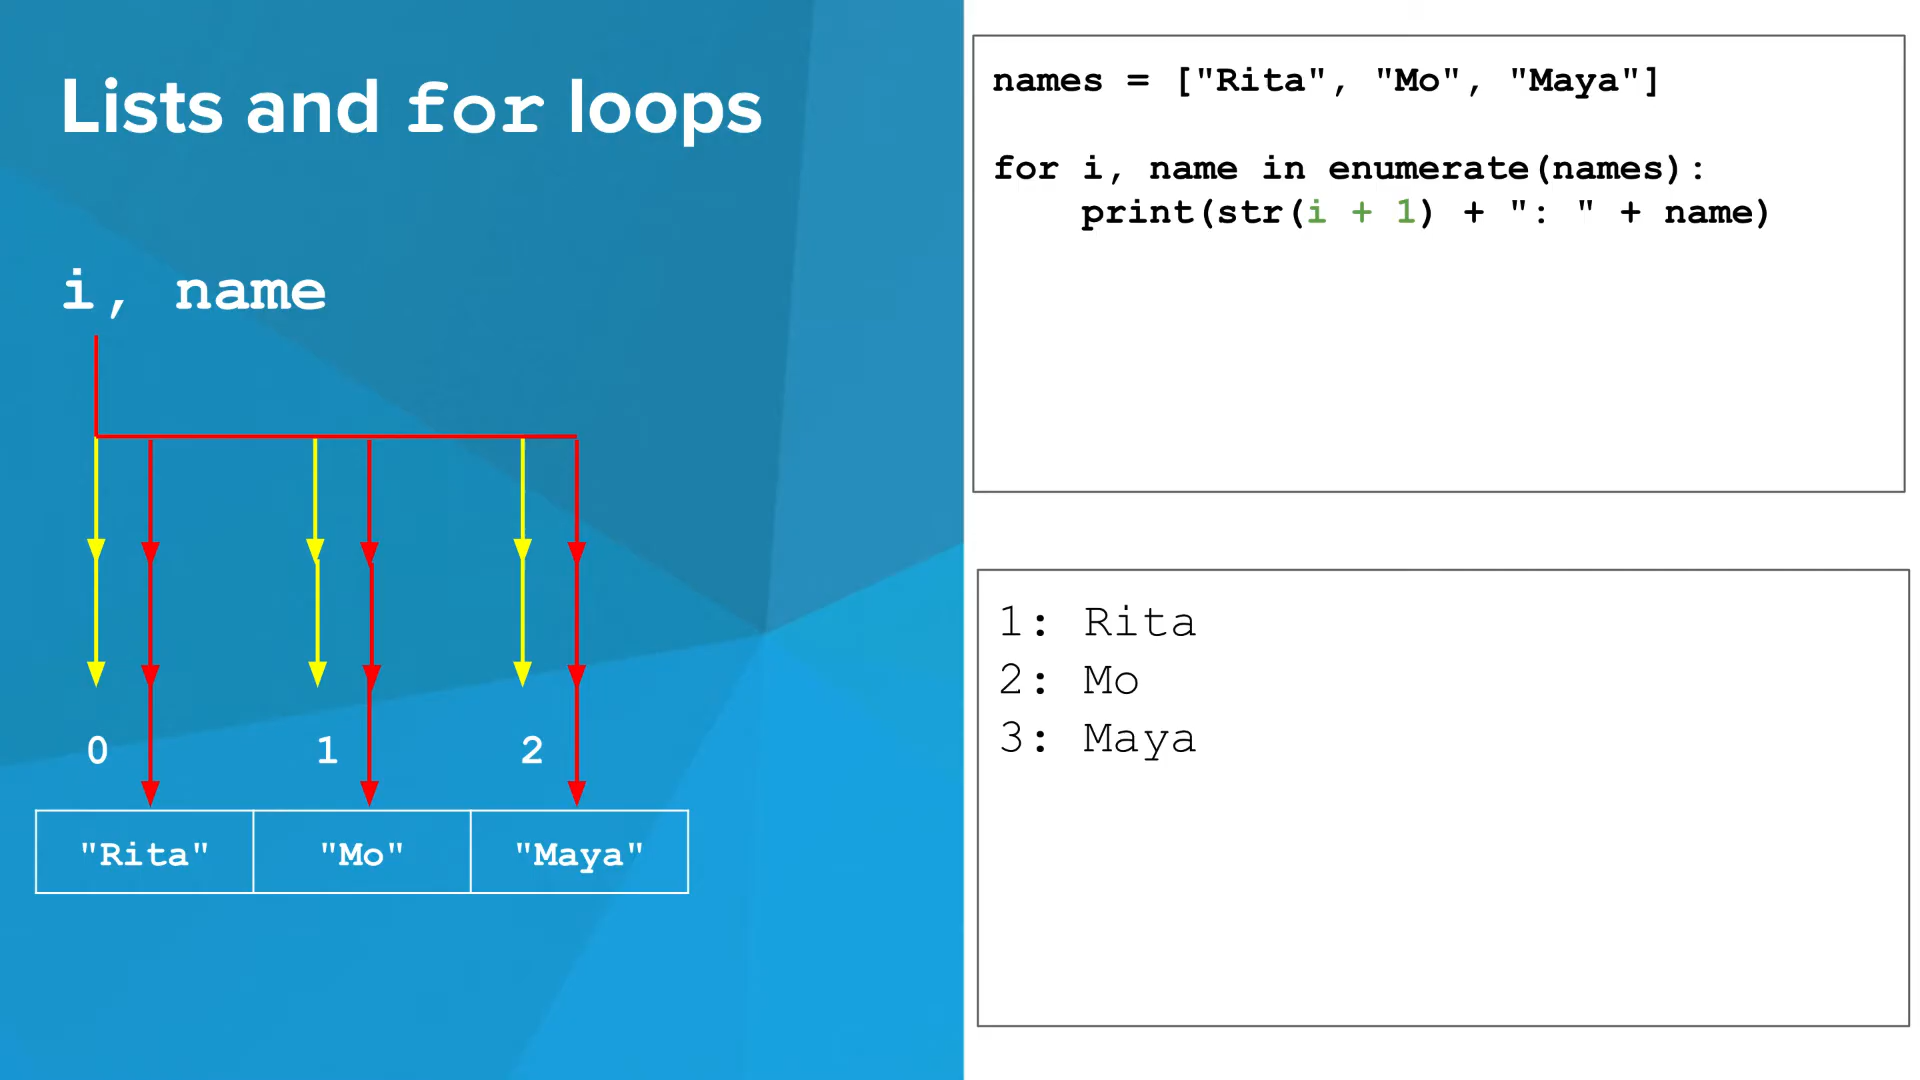 Lists and for loops
i, name
0 1 2
"Rita" "Mo" "Maya"
names = ["Rita", "Mo", "Maya"]
for i, name in enumerate(names):
    print(str(i + 1) + ": " + name)
1: Rita
2: Mo
3: Maya